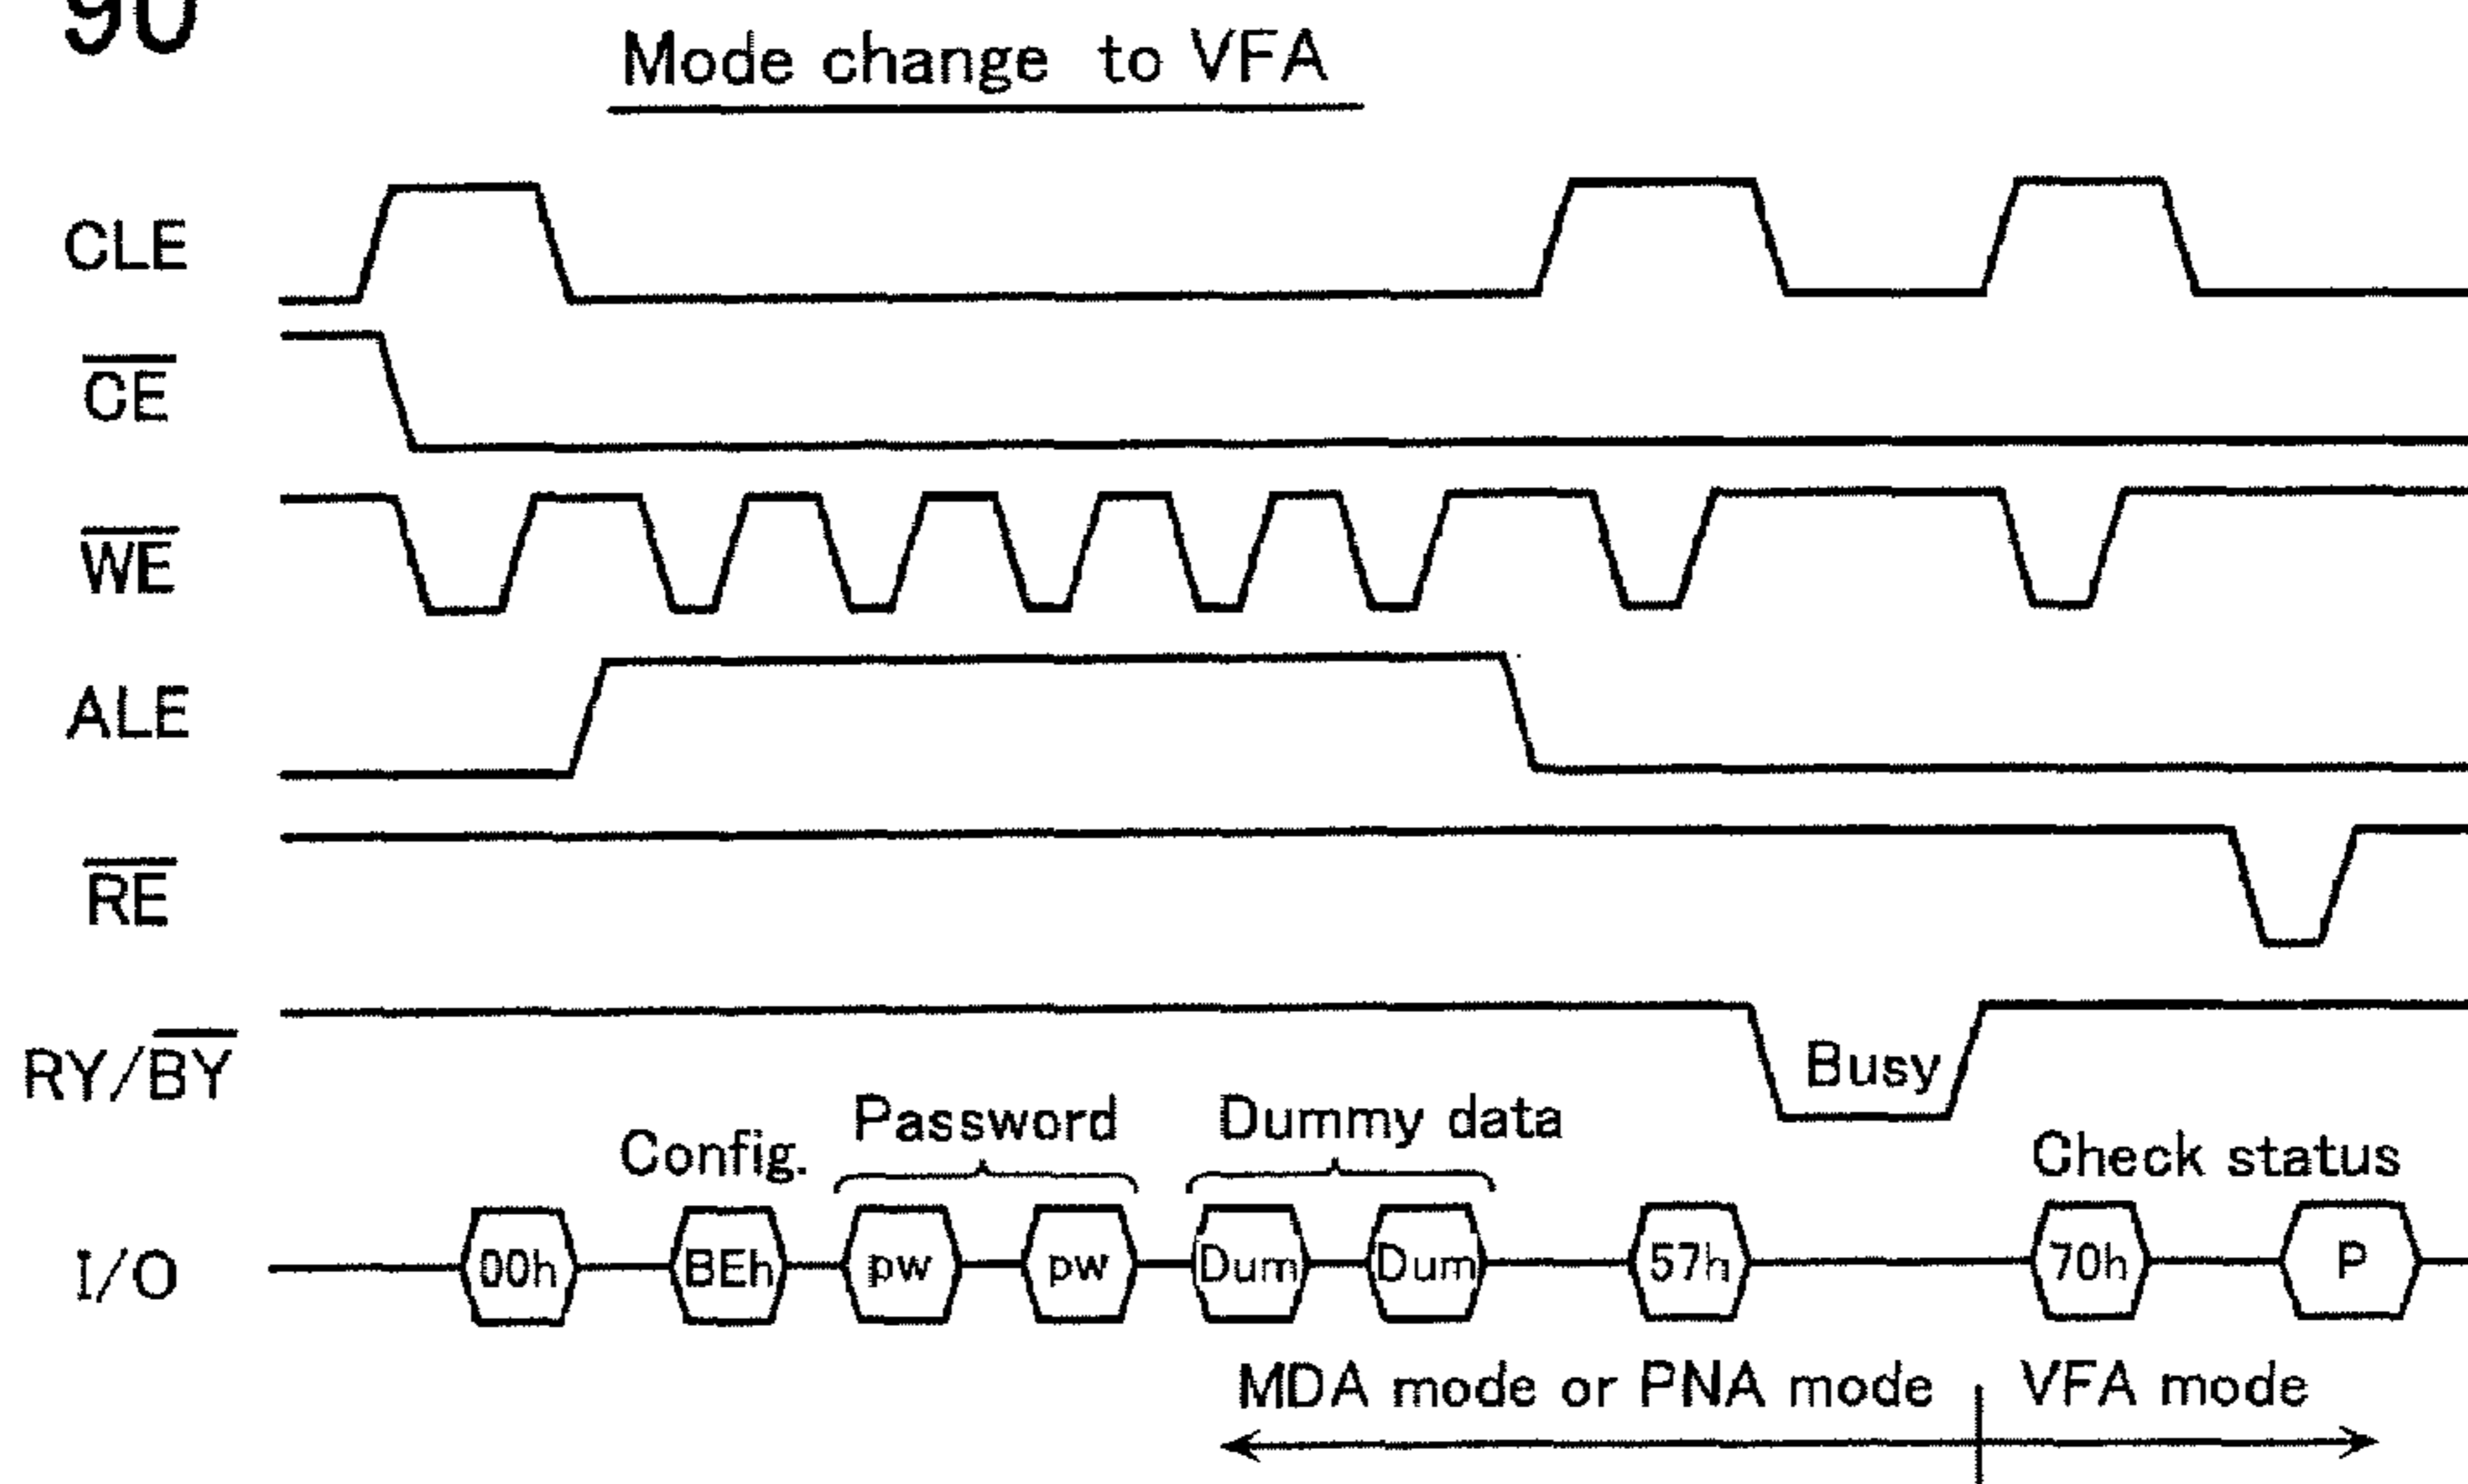 90
Mode change to VFA
CLE
CE
WE
ALE
RE
RY/BY
Busy
Config.
Password
Dummy data
Check status
I/O
00h
BEh
pw
pw
Dum
Dum
57h
70h
P
MDA mode or PNA mode
VFA mode